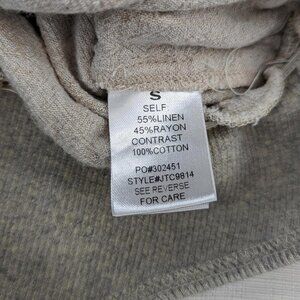 S
SELF
55%LINEN
45%RAYON
CONTRAST
100%COTTON
PO#302451
STYLE#JTC9814
SEE REVERSE
FOR CARE